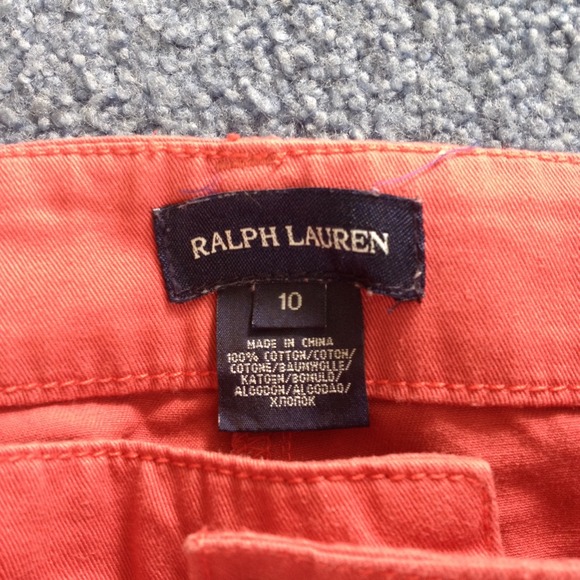 RALPH LAUREN
10
MADE IN CHINA
100% COTTON/COTON/
COTONE/BAUMWOLLE/
KATOEN/BOMULD/
ALGODON/ALGODAO/
ХЛОПОК